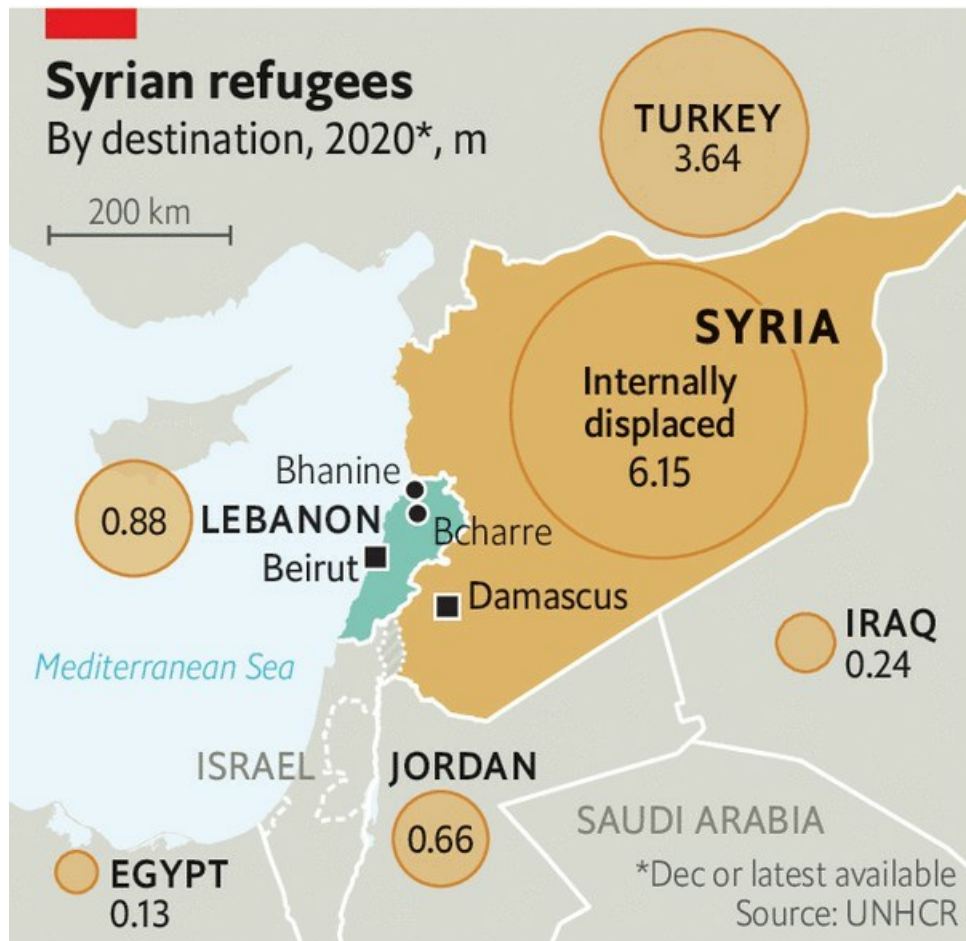 Syrian refugees
By destination, 2020*, m
200 km
TURKEY
3.64
SYRIA
Internally
displaced
6.15
Bhanine
0.88
LEBANON
Bcharre
Beirut
Damascus
Mediterranean Sea
IRAQ
0.24
ISRAEL
JORDAN
0.66
SAUDI ARABIA
EGYPT
0.13
*Dec or latest available
Source: UNHCR